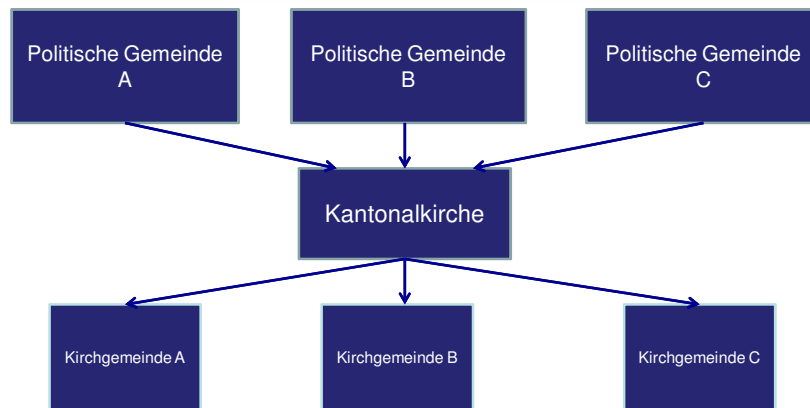 Politische Gemeinde
A
Politische Gemeinde
B
Politische Gemeinde
C
Kantonalkirche
Kirchgemeinde A
Kirchgemeinde B
Kirchgemeinde C